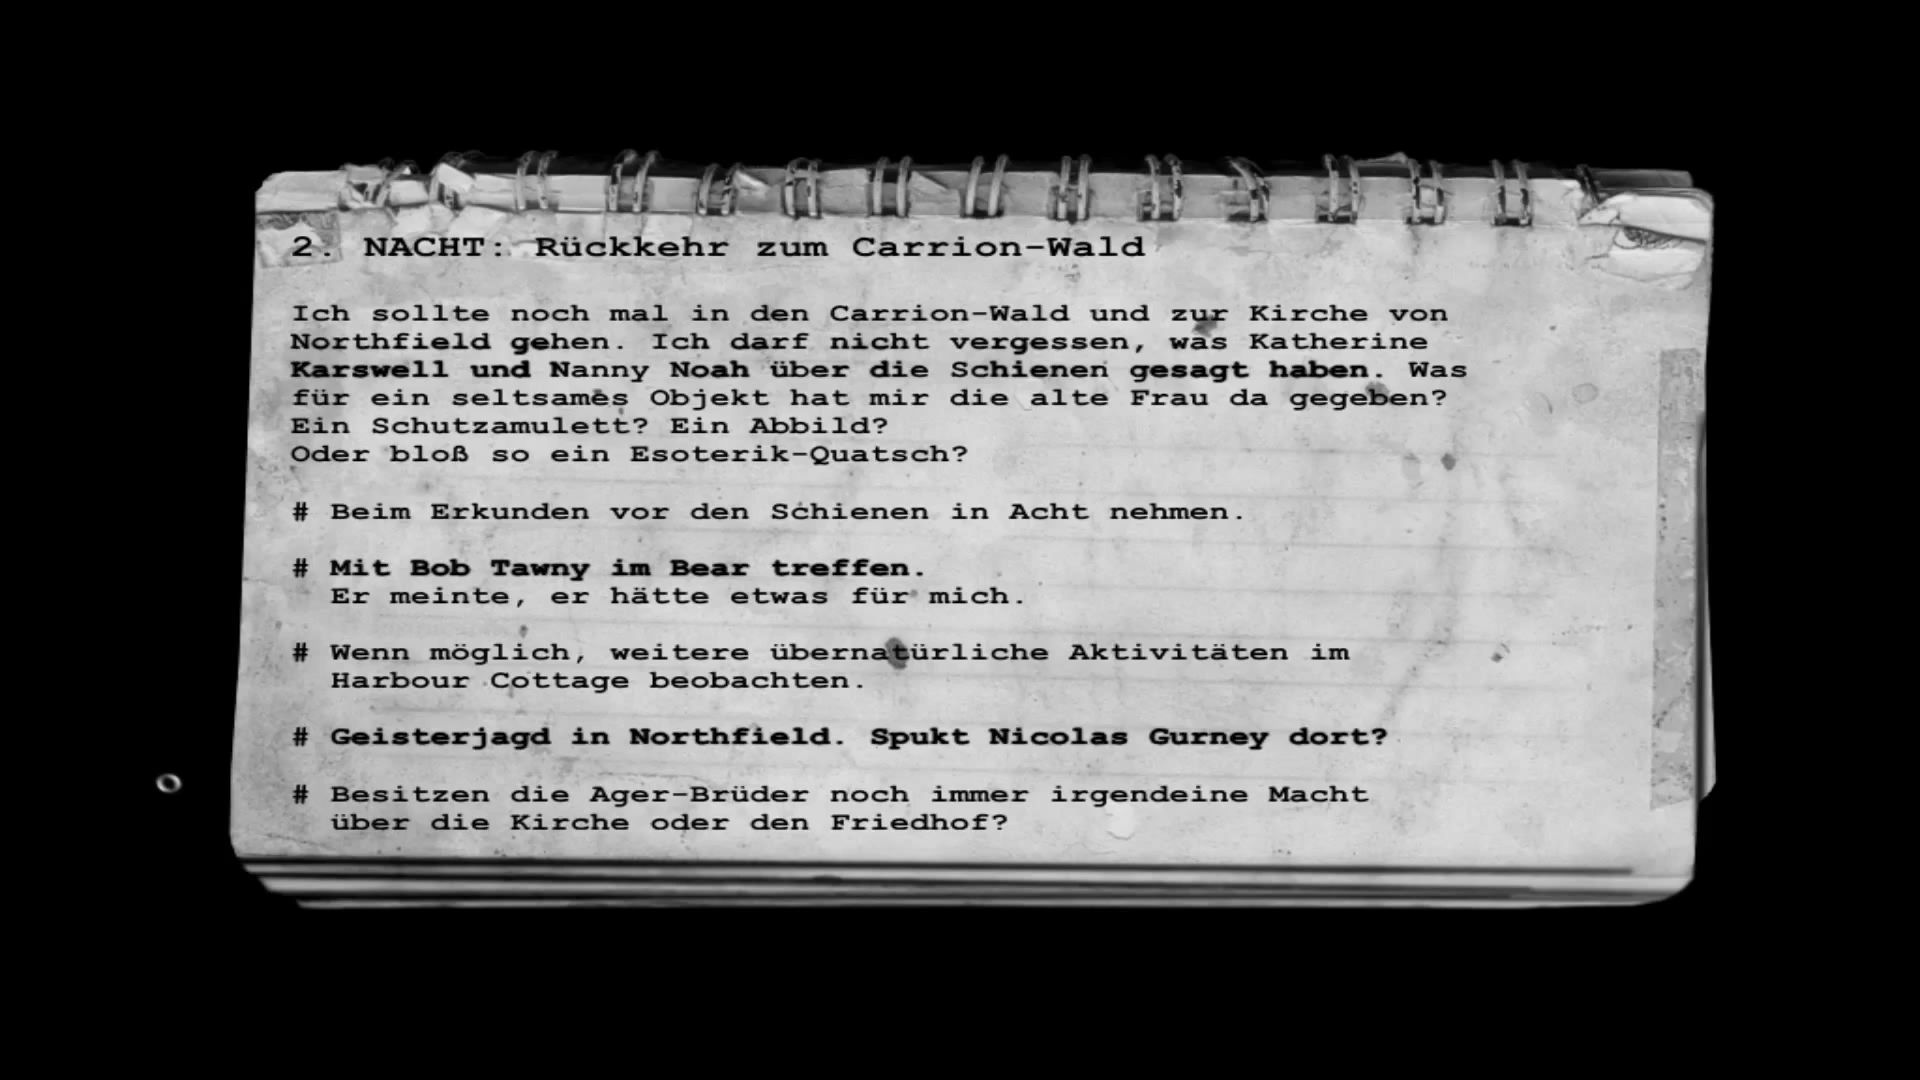 2. NACHT: Rückkehr zum Carrion-Wald
Ich sollte noch mal in den Carrion-Wald und zur Kirche von
Northfield gehen. Ich darf nicht vergessen, was Katherine
Karswell und Nanny Noah über die Schienen gesagt haben. Was
für ein seltsames Objekt hat mir die alte Frau da gegeben?
Ein Schutzamulett? Ein Abbild?
Oder bloß so ein Esoterik-Quatsch?
# Beim Erkunden vor den Schienen in Acht nehmen.
# Mit Bob Tawny im Bear treffen.
Er meinte, er hätte etwas für mich.
# Wenn möglich, weitere übernatürliche Aktivitäten im
Harbour Cottage beobachten.
# Geisterjagd in Northfield. Spukt Nicolas Gurney dort?
# Besitzen die Ager-Brüder noch immer irgendeine Macht
über die Kirche oder den Friedhof?